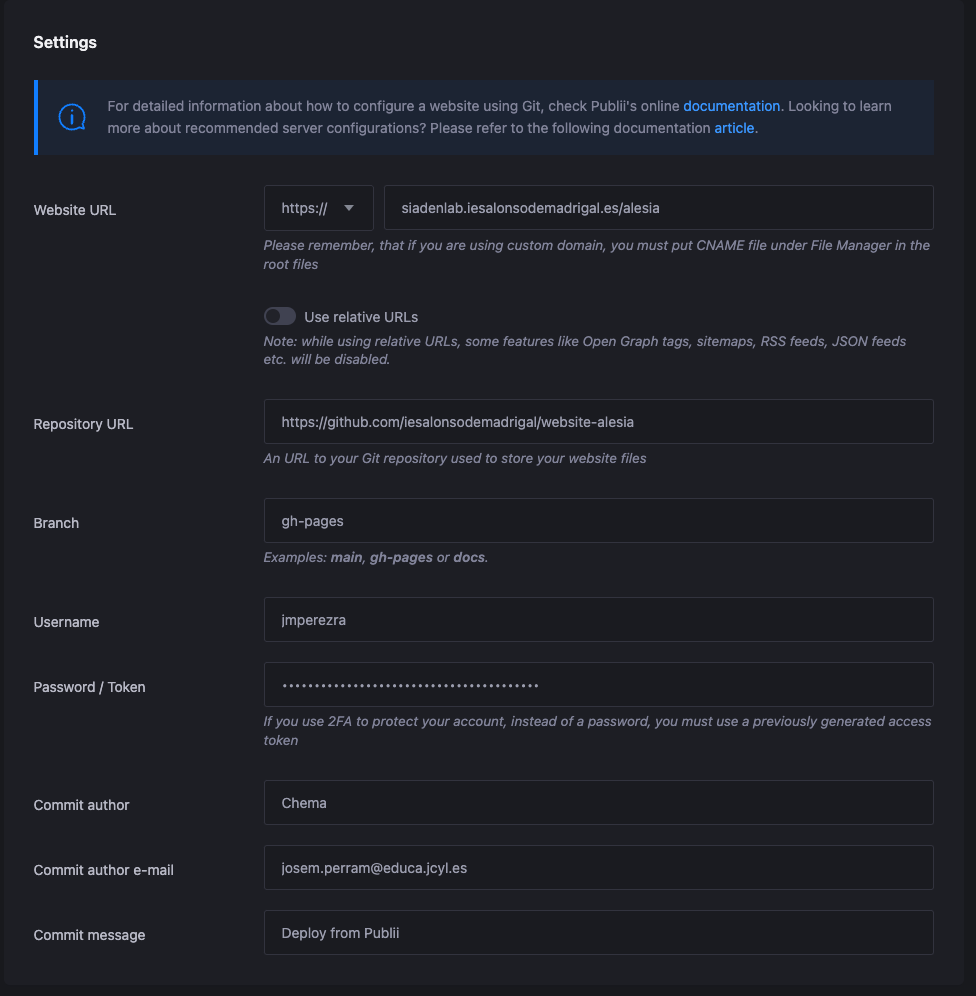 Settings
For detailed information about how to configure a website using Git, check Publii's online documentation. Looking to learn
more about recommended server configurations? Please refer to the following documentation article.
Website URL
https://
siadenlab.iesalonsodemadrigal.es/alesia
Please remember, that if you are using custom domain, you must put CNAME file under File Manager in the
root files
Use relative URLs
Note: while using relative URLs, some features like Open Graph tags, sitemaps, RSS feeds, JSON feeds
etc. will be disabled.
Repository URL
https://github.com/iesalonsodemadrigal/website-alesia
An URL to your Git repository used to store your website files
Branch
gh-pages
Examples: main, gh-pages or docs.
Username
jmperezra
Password / Token
••••••••••••••••••••••••••••••••••••••••
If you use 2FA to protect your account, instead of a password, you must use a previously generated access
token
Commit author
Chema
Commit author e-mail
josem.perram@educa.jcyl.es
Commit message
Deploy from Publii